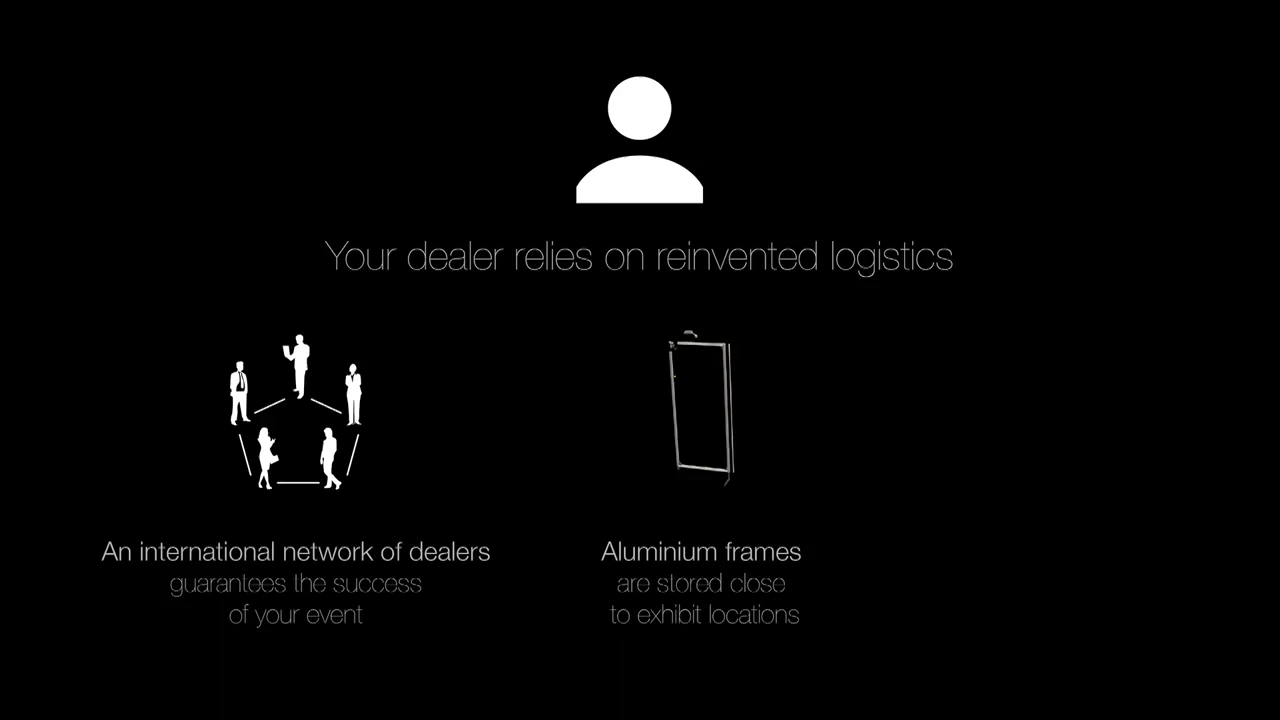 Your dealer relies on reinvented logistics
An international network of dealers
guarantees the success
of your event
Aluminium frames
are stored close
to exhibit locations